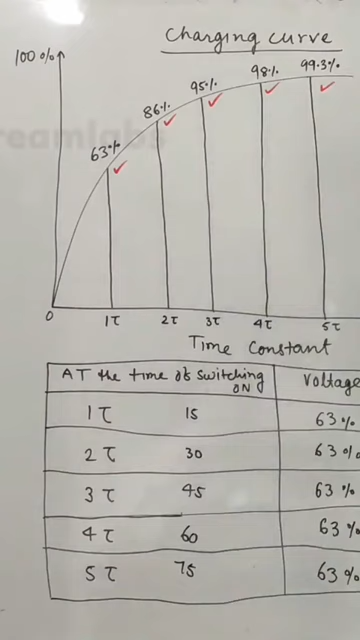 Charging curve
100%
63%
86%
95%
98%
99.3%
0
1τ 2τ 3τ 4τ 5τ
Time Constant
AT the time of switching ON Voltage
1τ 15 63%
2τ 30 63%
3τ 45 63%
4τ 60 63%
5τ 75 63%